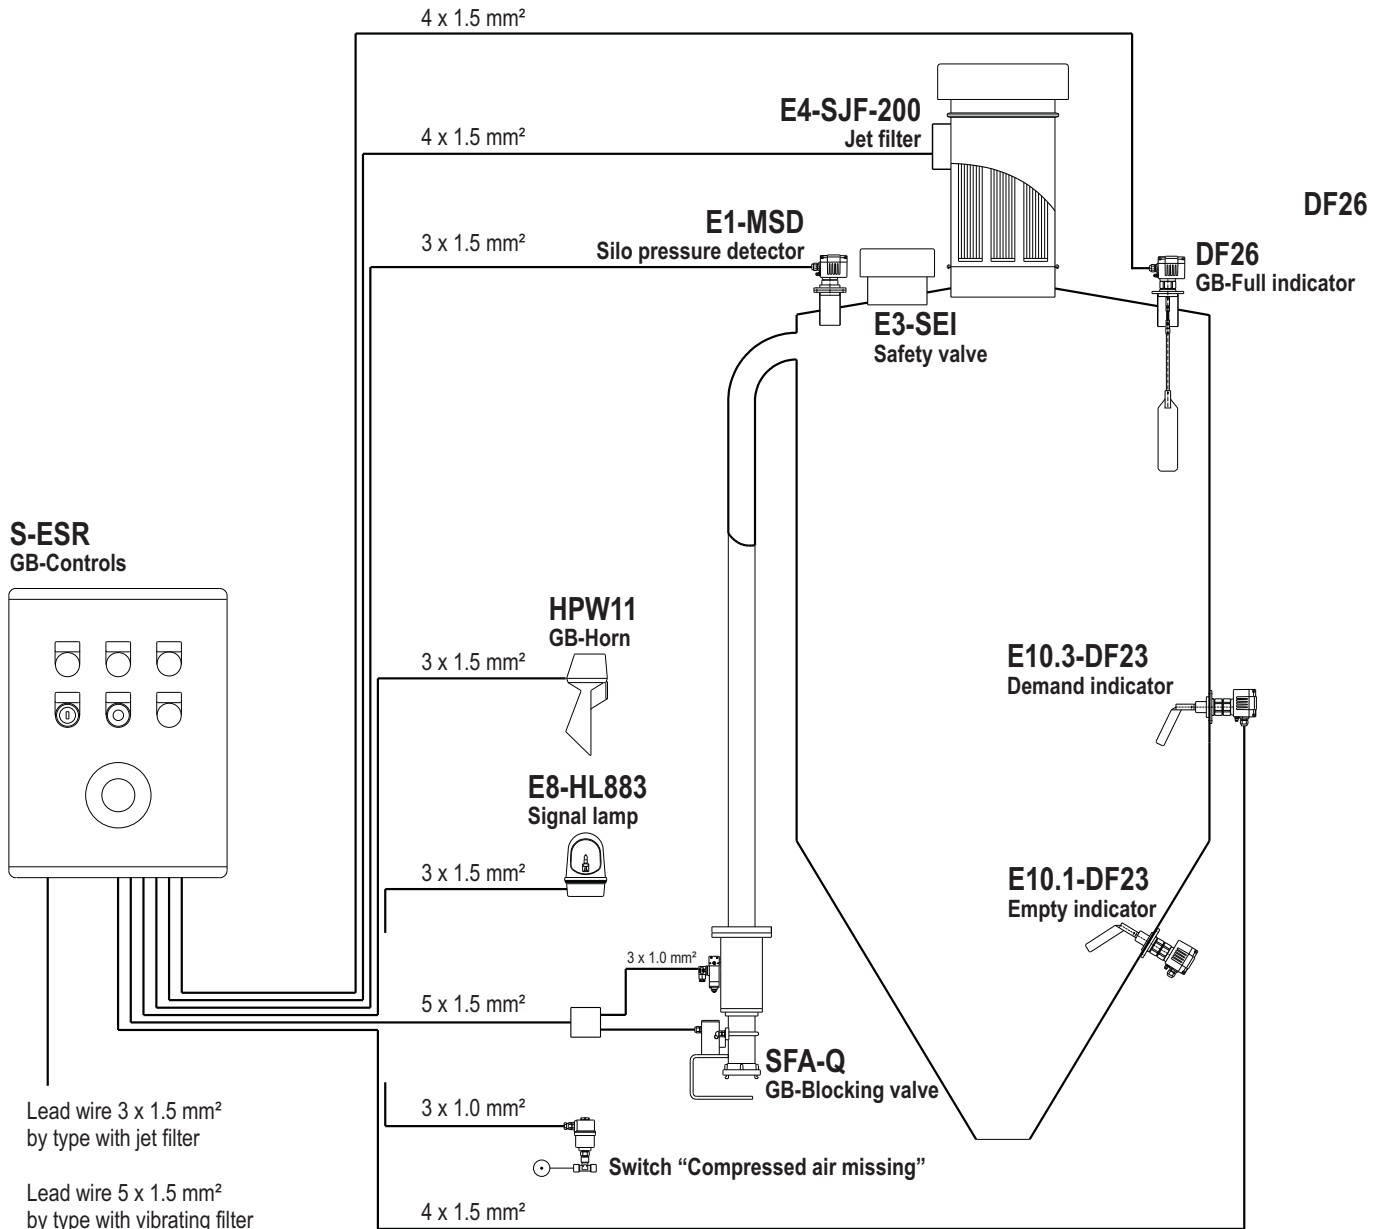 4 x 1.5 mm²
E4-SJF-200
Jet filter
4 x 1.5 mm²
DF26
E1-MSD
Silo pressure detector
3 x 1.5 mm²
DF26
GB-Full indicator
E3-SEI
Safety valve
S-ESR
GB-Controls
HPW11
GB-Horn
3 x 1.5 mm²
E10.3-DF23
Demand indicator
E8-HL883
Signal lamp
3 x 1.5 mm²
E10.1-DF23
Empty indicator
3 x 1.0 mm²
5 x 1.5 mm²
SFA-Q
GB-Blocking valve
Lead wire 3 x 1.5 mm²
by type with jet filter
3 x 1.0 mm²
Switch “Compressed air missing”
Lead wire 5 x 1.5 mm²
by type with vibrating filter
4 x 1.5 mm²